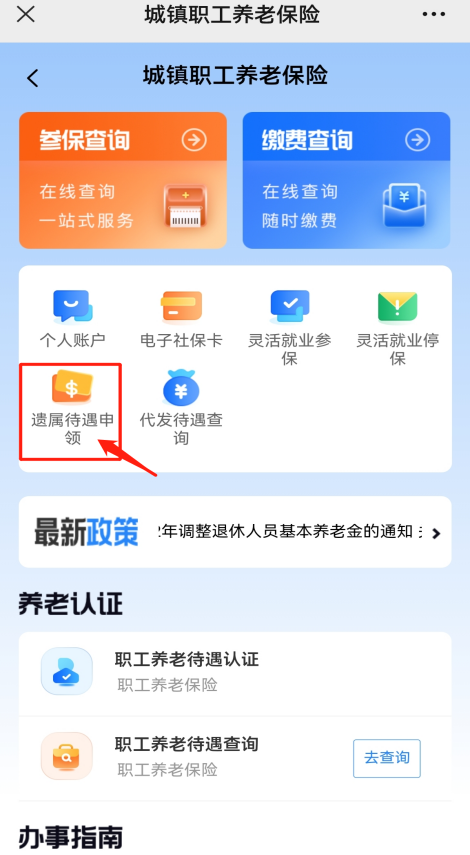 城镇职工养老保险
城镇职工养老保险
参保查询
缴费查询
在线查询
一站式服务
在线查询
随时缴费
个人账户
电子社保卡
灵活就业参
保
灵活就业停
保
遗属待遇申
领
代发待遇查
询
最新政策
年调整退休人员基本养老金的通知
养老认证
职工养老待遇认证
职工养老保险
职工养老待遇查询
职工养老保险
去查询
办事指南